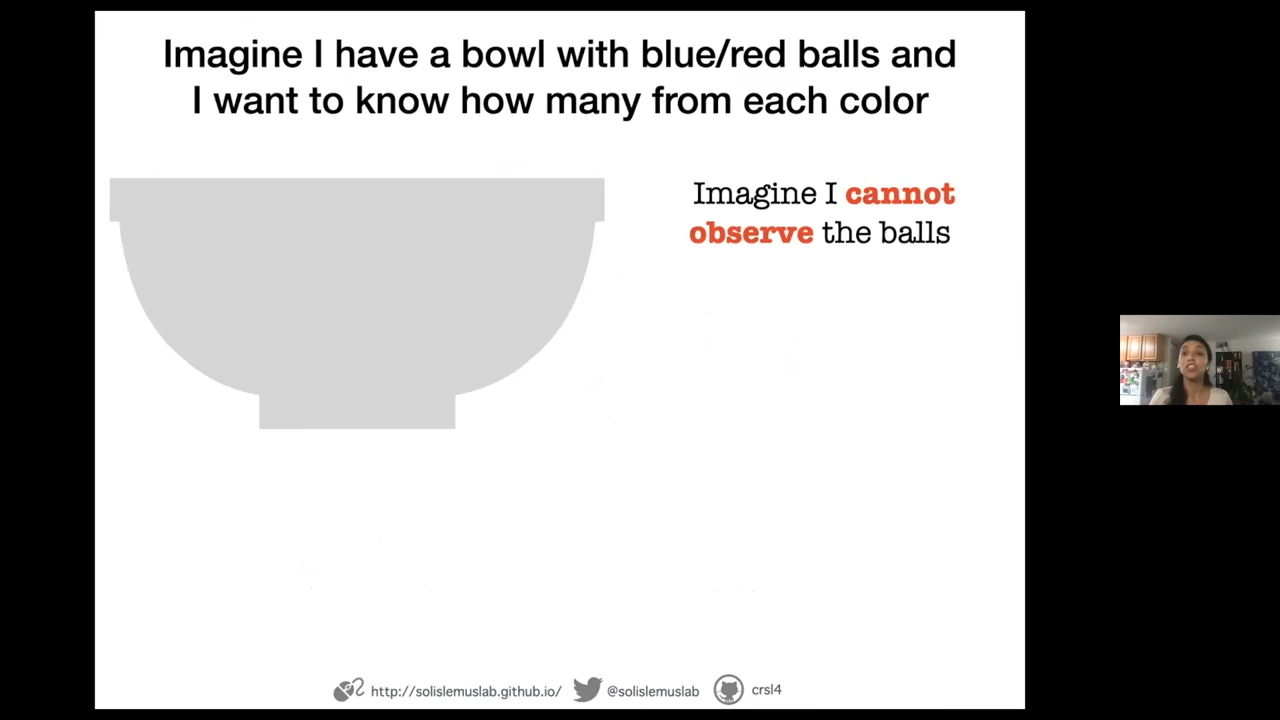 Imagine I have a bowl with blue/red balls and
I want to know how many from each color
Imagine I cannot
observe the balls
http://solislemuslab.github.io/ @solislemuslab crsl4